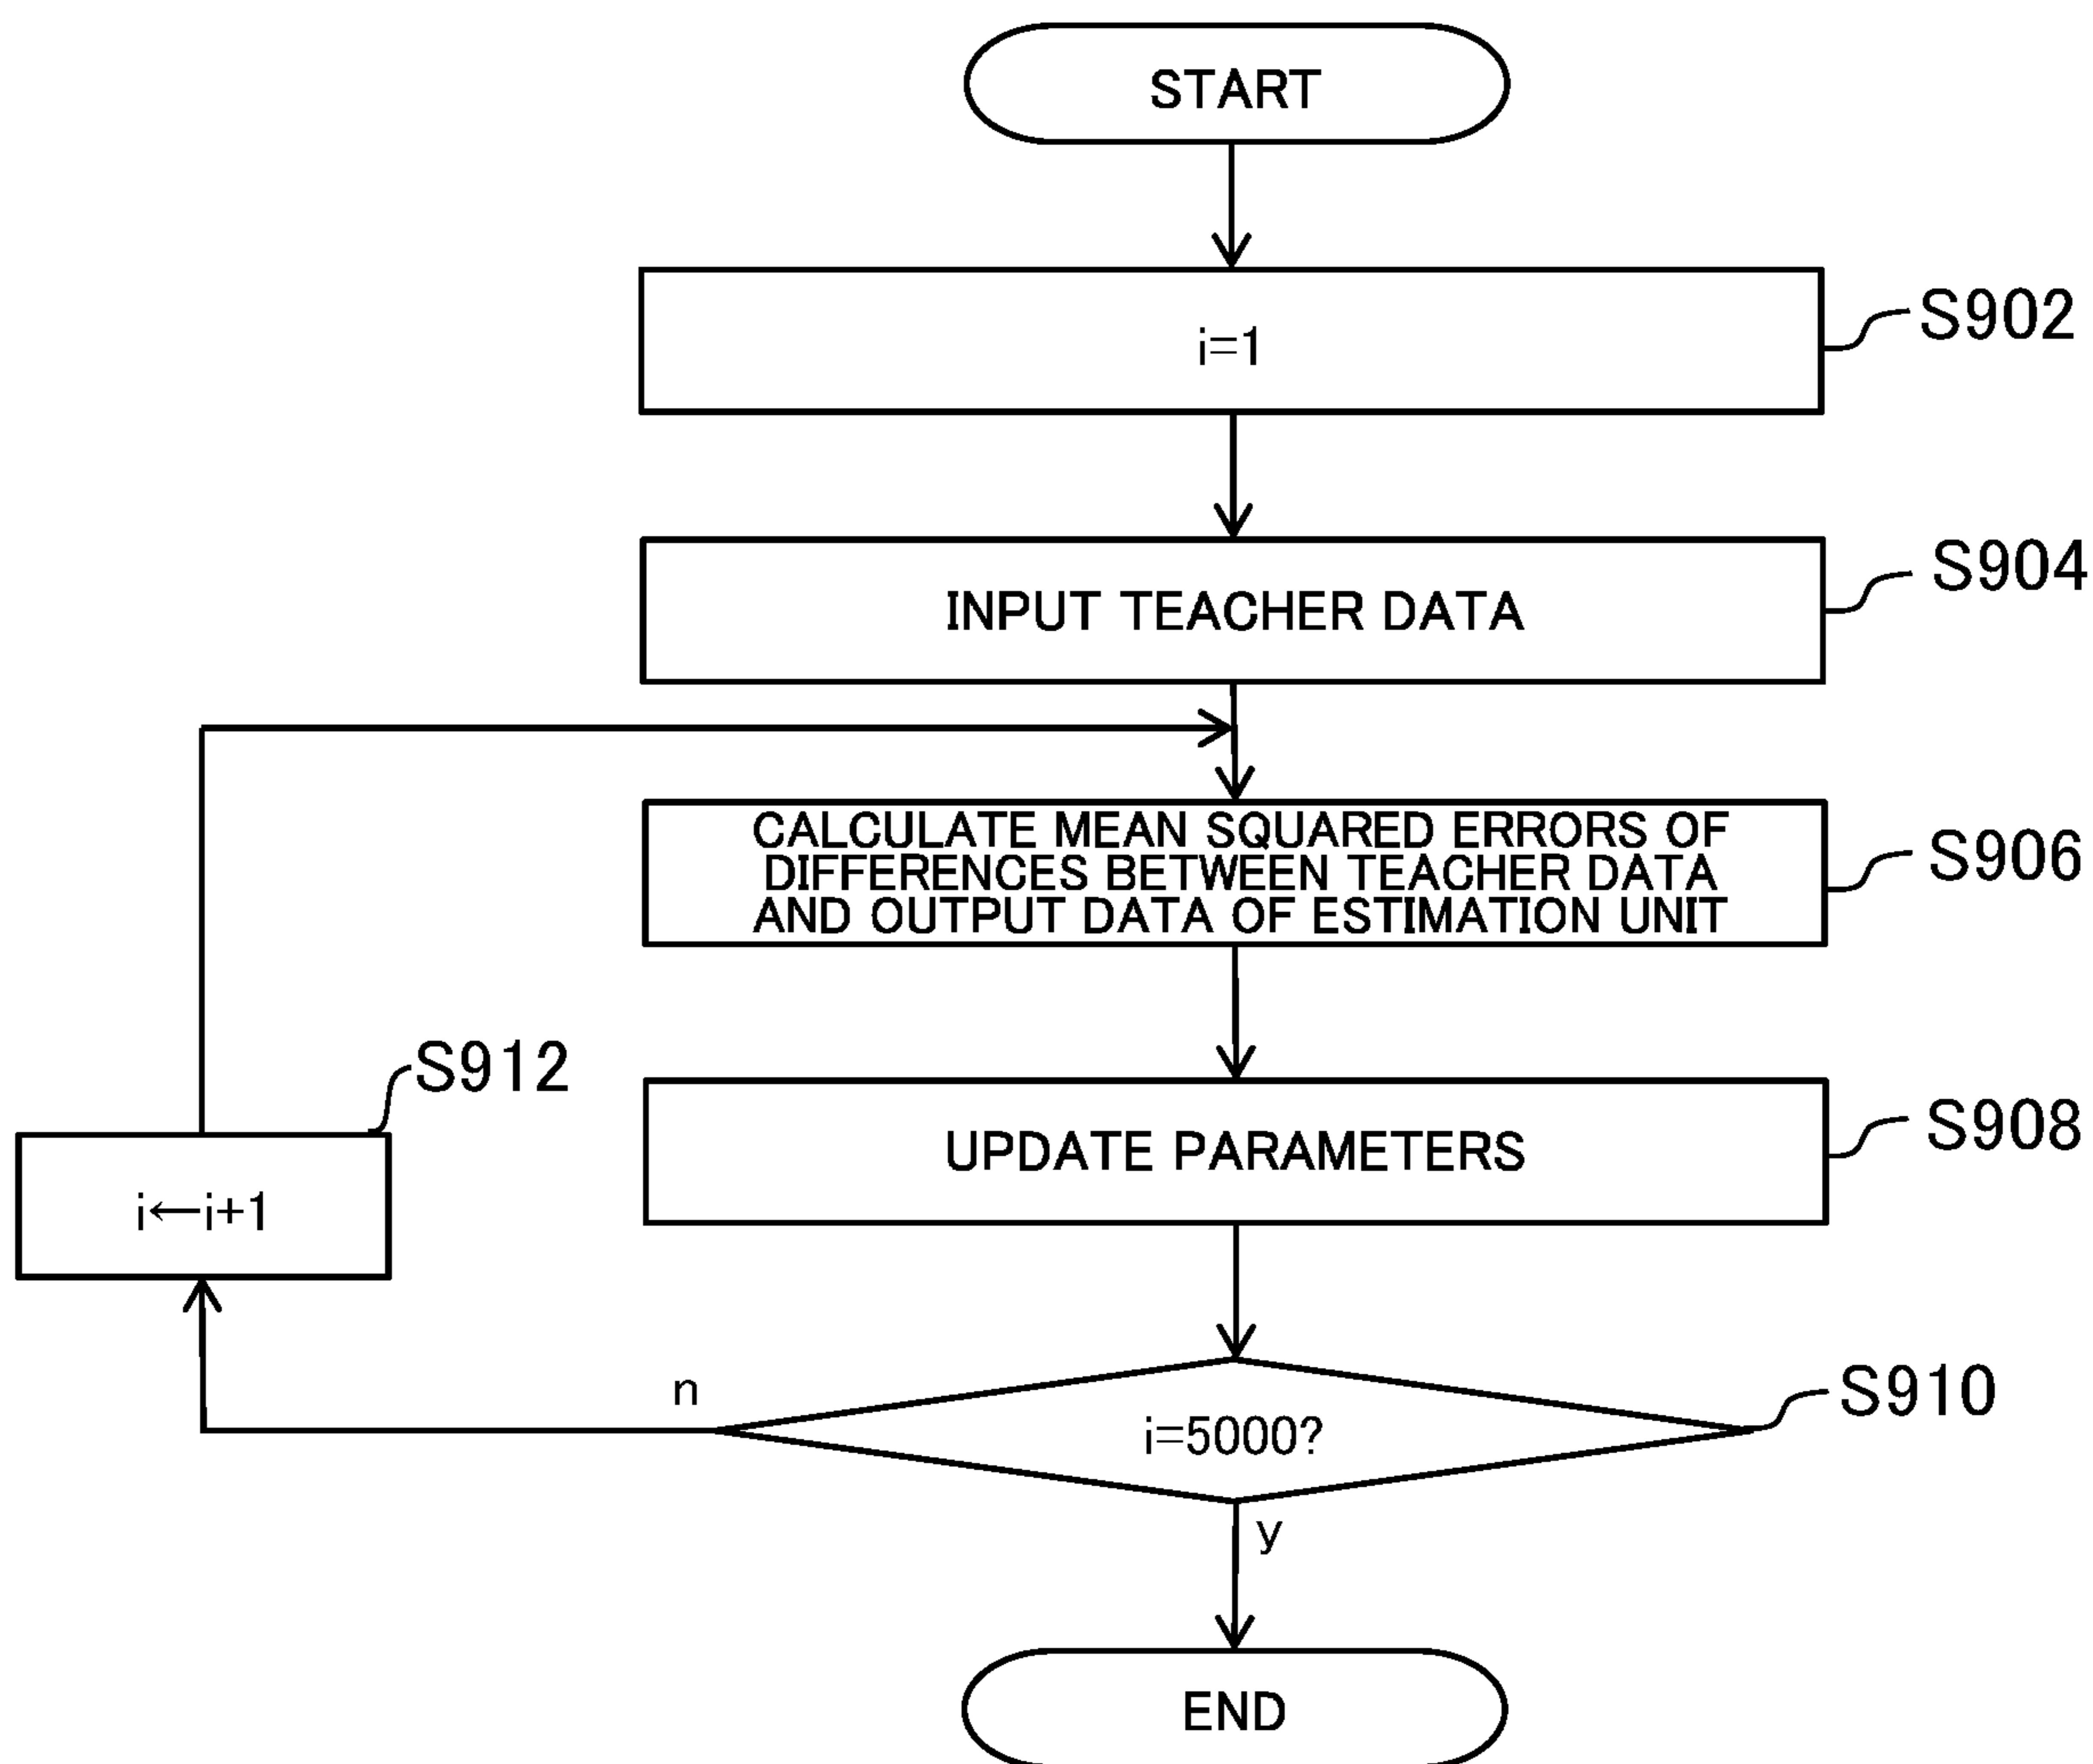 START
i=1
S902
INPUT TEACHER DATA
S904
CALCULATE MEAN SQUARED ERRORS OF
DIFFERENCES BETWEEN TEACHER DATA
AND OUTPUT DATA OF ESTIMATION UNIT
S906
S912
UPDATE PARAMETERS
S908
i←i+1
n
i=5000?
S910
y
END